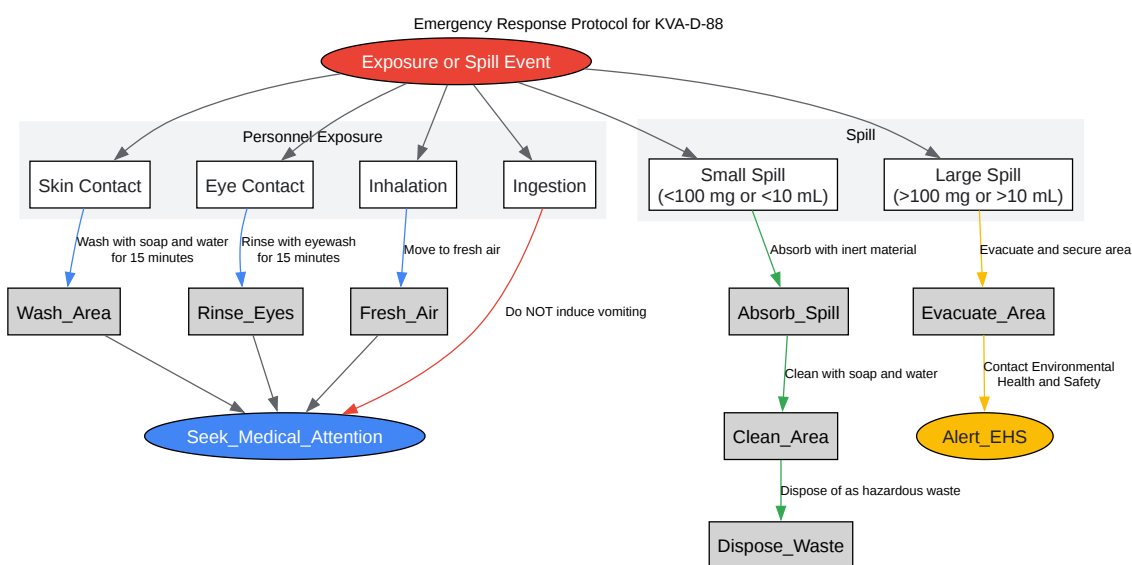 Emergency Response Protocol for KVA-D-88
Exposure or Spill Event
Personnel Exposure
Spill
Skin Contact
Eye Contact
Inhalation
Ingestion
Small Spill
(<100 mg or <10 mL)
Large Spill
(>100 mg or >10 mL)
Wash with soap and water
for 15 minutes
Rinse with eyewash
for 15 minutes
Move to fresh air
Absorb with inert material
Evacuate and secure area
Wash_Area
Rinse_Eyes
Fresh_Air
Do NOT induce vomiting
Absorb_Spill
Evacuate_Area
Clean with soap and water
Contact Environmental
Health and Safety
Seek_Medical_Attention
Clean_Area
Alert_EHS
Dispose of as hazardous waste
Dispose_Waste